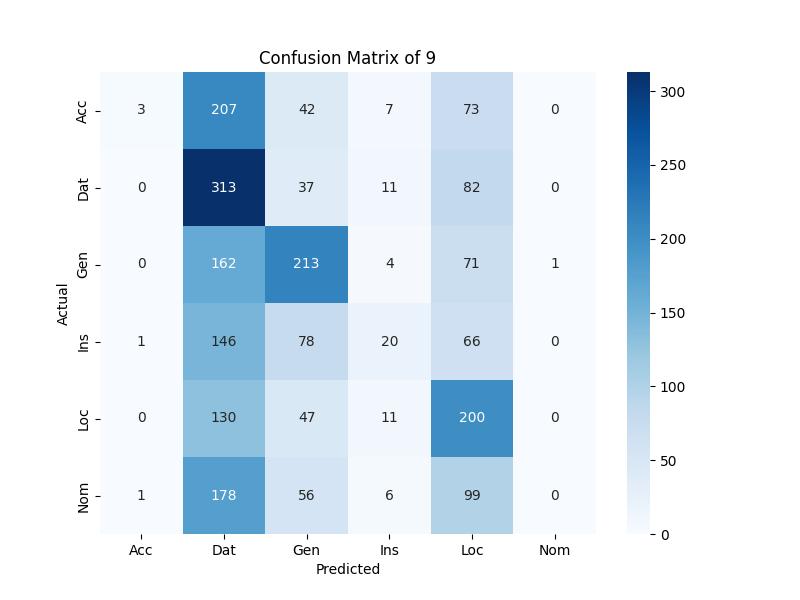 Confusion Matrix of 9
Acc 3 207 42 7 73 0
Dat 0 313 37 11 82 0
Gen 0 162 213 4 71 1
Ins 1 146 78 20 66 0
Loc 0 130 47 11 200 0
Nom 1 178 56 6 99 0
Acc Dat Gen Ins Loc Nom
Predicted
Actual
300
250
200
150
100
50
0